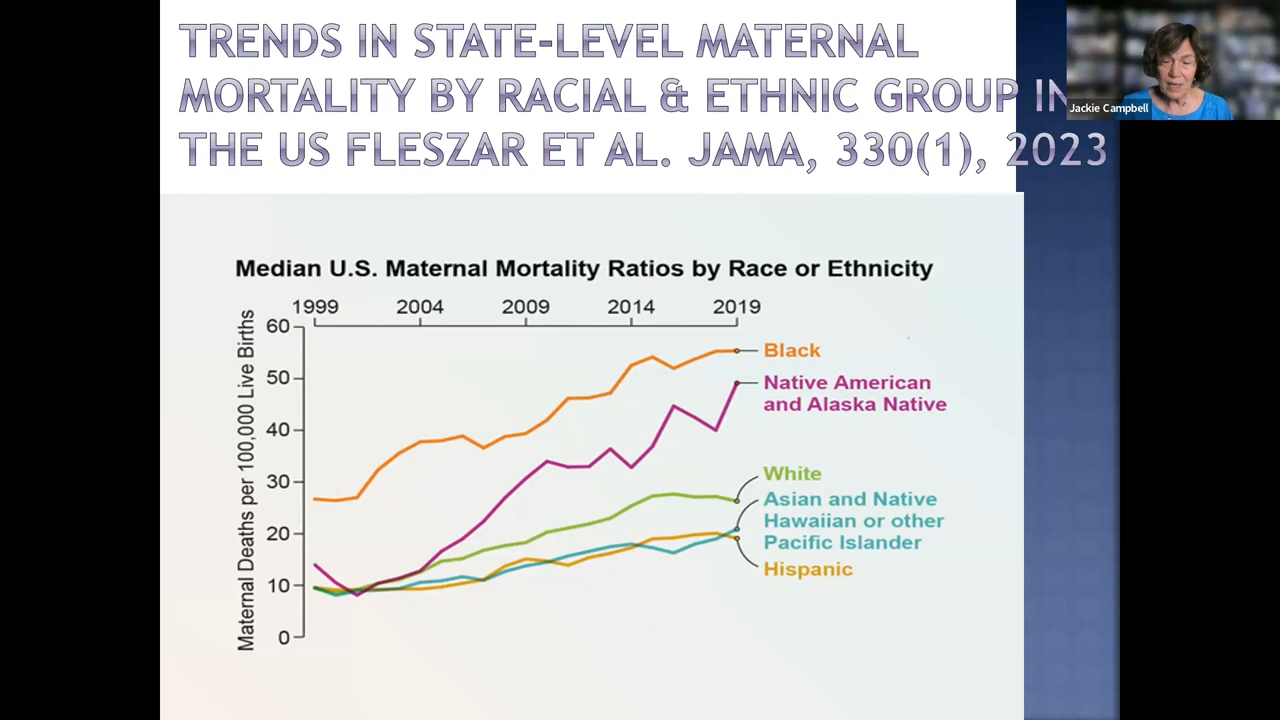 TRENDS IN STATE-LEVEL MATERNAL
MORTALITY BY RACIAL & ETHNIC GROUP IN
THE US FLESZAR ET AL. JAMA, 330(1), 2023
Jackie Campbell
Median U.S. Maternal Mortality Ratios by Race or Ethnicity
1999 2004 2009 2014 2019
Maternal Deaths per 100,000 Live Births
60
50
40
30
20
10
0
Black
Native American
and Alaska Native
White
Asian and Native
Hawaiian or other
Pacific Islander
Hispanic